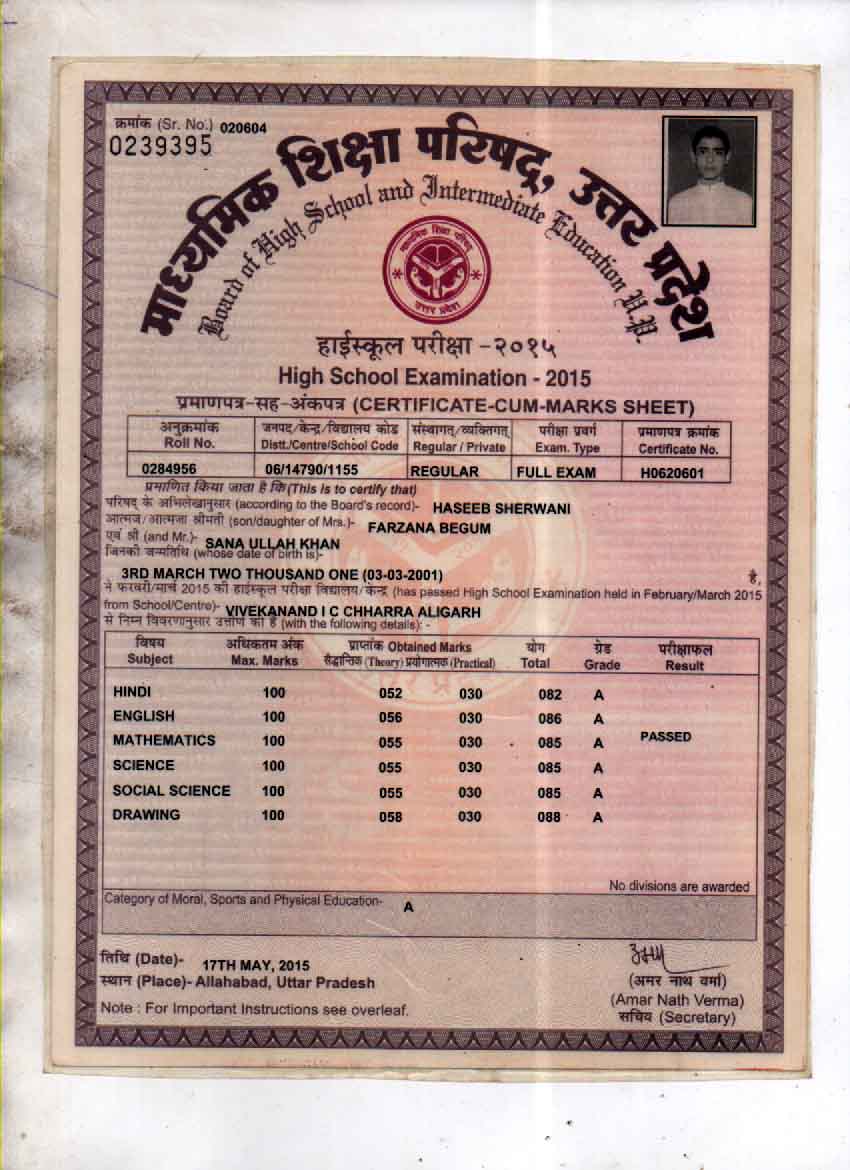 क्रमांक (Sr. No.) 020604
0239395
माध्यमिक शिक्षा परिषद्, उत्तर प्रदेश
Board of High School and Intermediate Education U.P.
माध्यमिक शिक्षा परिषद्
उत्तर प्रदेश
हाईस्कूल परीक्षा -२०१५
High School Examination - 2015
प्रमाणपत्र-सह-अंकपत्र (CERTIFICATE-CUM-MARKS SHEET)
अनुक्रमांक जनपद/केन्द्र/विद्यालय कोड संस्थागत्/व्यक्तिगत् परीक्षा प्रवर्ग प्रमाणपत्र क्रमांक
Roll No. Distt./Centre/School Code Regular / Private Exam. Type Certificate No.
0284956 06/14790/1155 REGULAR FULL EXAM H0620601
प्रमाणित किया जाता है कि (This is to certify that)
परिषद् के अभिलेखानुसार (according to the Board's record)- HASEEB SHERWANI
आत्मज/आत्मजा श्रीमती (son/daughter of Mrs.)- FARZANA BEGUM
एवं श्री (and Mr.)- SANA ULLAH KHAN
जिनकी जन्मतिथि (whose date of birth is)-
3RD MARCH TWO THOUSAND ONE (03-03-2001) है,
ने फरवरी/मार्च 2015 की हाईस्कूल परीक्षा विद्यालय/केन्द्र (has passed High School Examination held in February/March 2015
from School/Centre)- VIVEKANAND I C CHHARRA ALIGARH
से निम्न विवरणानुसार उत्तीर्ण की है (with the following details): -
विषय अधिकतम अंक प्राप्तांक Obtained Marks योग ग्रेड परीक्षाफल
Subject Max. Marks सैद्धान्तिक (Theory) प्रयोगात्मक (Practical) Total Grade Result
HINDI 100 052 030 082 A
ENGLISH 100 056 030 086 A
MATHEMATICS 100 055 030 085 A PASSED
SCIENCE 100 055 030 085 A
SOCIAL SCIENCE 100 055 030 085 A
DRAWING 100 058 030 088 A
No divisions are awarded
Category of Moral, Sports and Physical Education- A
तिथि (Date)- 17TH MAY, 2015
स्थान (Place)- Allahabad, Uttar Pradesh
(अमर नाथ वर्मा)
(Amar Nath Verma)
सचिव (Secretary)
Note : For Important Instructions see overleaf.